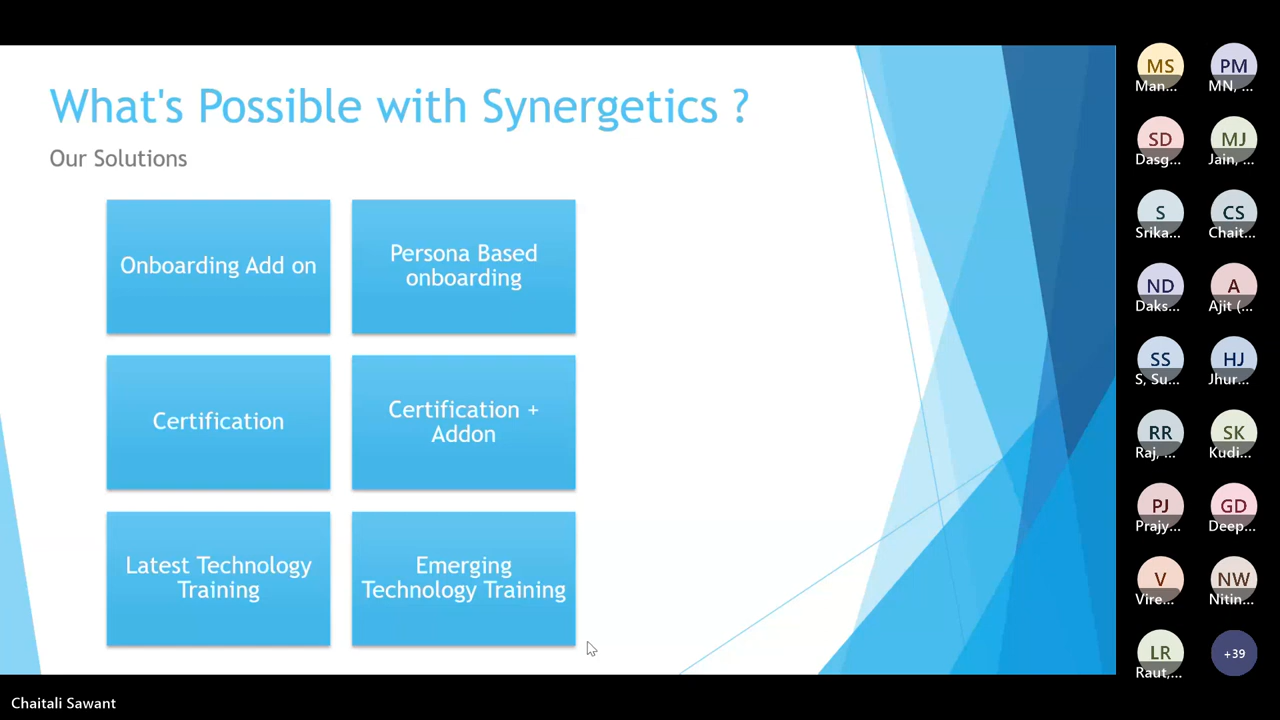 What's Possible with Synergetics ?
Our Solutions
Onboarding Add on
Persona Based
onboarding
Certification
Certification +
Addon
Latest Technology
Training
Emerging
Technology Training
MS
Man...
PM
MN, ...
SD
Dasg...
MJ
Jain, ...
S
Srika...
CS
Chait...
ND
Daks...
A
Ajit (...
SS
S, Su...
HJ
Jhur...
RR
Raj, ...
SK
Kudi...
PJ
Prajy...
GD
Deep...
V
Vire...
NW
Nitin...
LR
Raut,...
+39
Chaitali Sawant